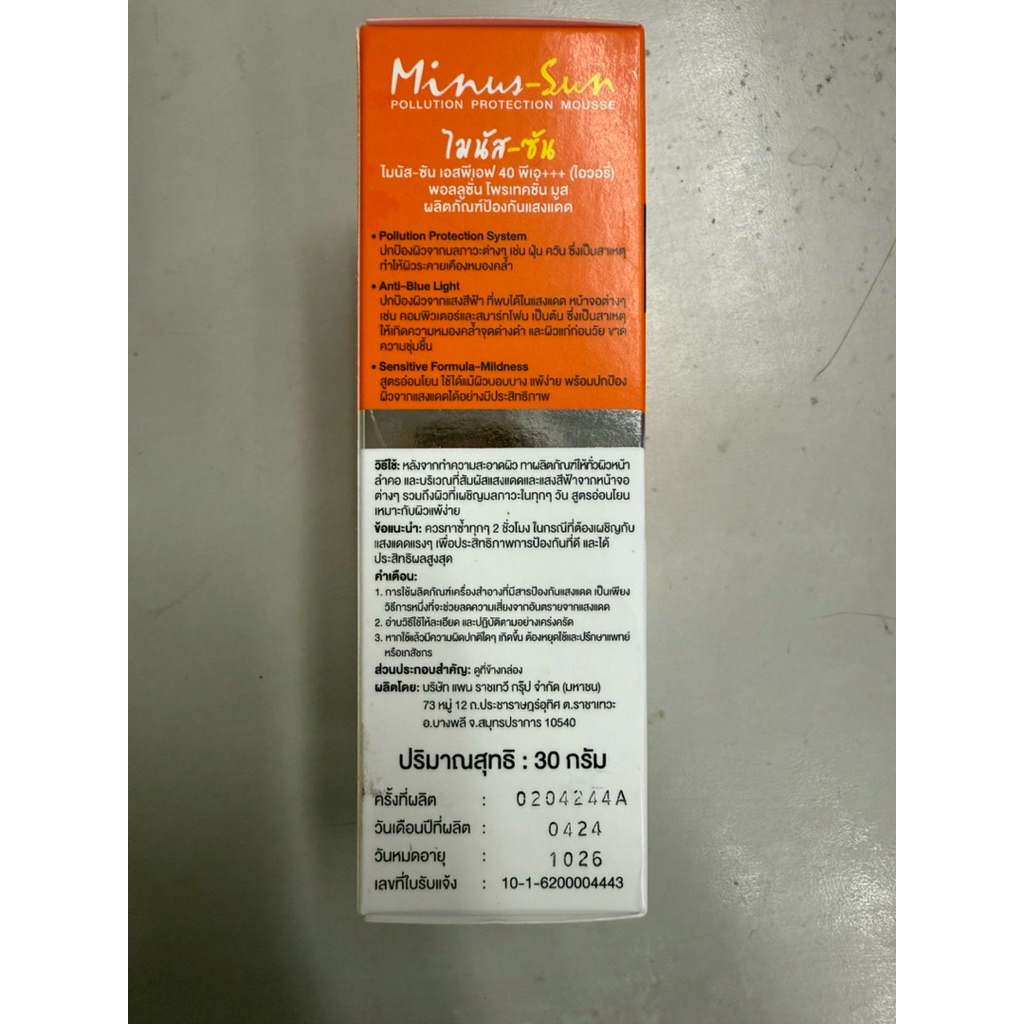 Minus-Sun
POLLUTION PROTECTION MOUSSE
ไมนัส-ซัน
ไมนัส-ซัน เอสพีเอฟ 40 พีเอ+++ (ไอวอรี่)
พอลลูชั่น โพรเทคชั่น มูส
ผลิตภัณฑ์ป้องกันแสงแดด
• Pollution Protection System
ปกป้องผิวจากมลภาวะต่างๆ เช่น ฝุ่น ควัน ซึ่งเป็นสาเหตุ
ทำให้ผิวระคายเคืองหมองคล้ำ
• Anti-Blue Light
ปกป้องผิวจากแสงสีฟ้า ที่พบได้ในแสงแดด หน้าจอต่างๆ
เช่น คอมพิวเตอร์และสมาร์ทโฟน เป็นต้น ซึ่งเป็นสาเหตุ
ให้เกิดความหมองคล้ำจุดด่างดำ และผิวแก่ก่อนวัย ขาด
ความชุ่มชื้น
• Sensitive Formula-Mildness
สูตรอ่อนโยน ใช้ได้แม้ผิวบอบบาง แพ้ง่าย พร้อมปกป้อง
ผิวจากแสงแดดได้อย่างมีประสิทธิภาพ
วิธีใช้: หลังจากทำความสะอาดผิว ทาผลิตภัณฑ์ให้ทั่วผิวหน้า
ลำคอ และบริเวณที่สัมผัสแสงแดดและแสงสีฟ้าจากหน้าจอ
ต่างๆ รวมถึงผิวที่เผชิญมลภาวะในทุกๆ วัน สูตรอ่อนโยน
เหมาะกับผิวแพ้ง่าย
ข้อแนะนำ: ควรทาซ้ำทุกๆ 2 ชั่วโมง ในกรณีที่ต้องเผชิญกับ
แสงแดดแรงๆ เพื่อประสิทธิภาพการป้องกันที่ดี และได้
ประสิทธิผลสูงสุด
คำเตือน:
1. การใช้ผลิตภัณฑ์เครื่องสำอางที่มีสารป้องกันแสงแดด เป็นเพียง
วิธีการหนึ่งที่จะช่วยลดความเสี่ยงจากอันตรายจากแสงแดด
2. อ่านวิธีใช้ให้ละเอียด และปฏิบัติตามอย่างเคร่งครัด
3. หากใช้แล้วมีความผิดปกติใดๆ เกิดขึ้น ต้องหยุดใช้และปรึกษาแพทย์
หรือเภสัชกร
ส่วนประกอบสำคัญ: ดูที่ข้างกล่อง
ผลิตโดย: บริษัท แพน ราชเทวี กรุ๊ป จำกัด (มหาชน)
73 หมู่ 12 ถ.ประชาราษฎร์อุทิศ ต.ราชาเทวะ
อ.บางพลี จ.สมุทรปราการ 10540
ปริมาณสุทธิ : 30 กรัม
ครั้งที่ผลิต : 0204244A
วันเดือนปีที่ผลิต : 0424
วันหมดอายุ : 1026
เลขที่ใบรับแจ้ง : 10-1-6200004443